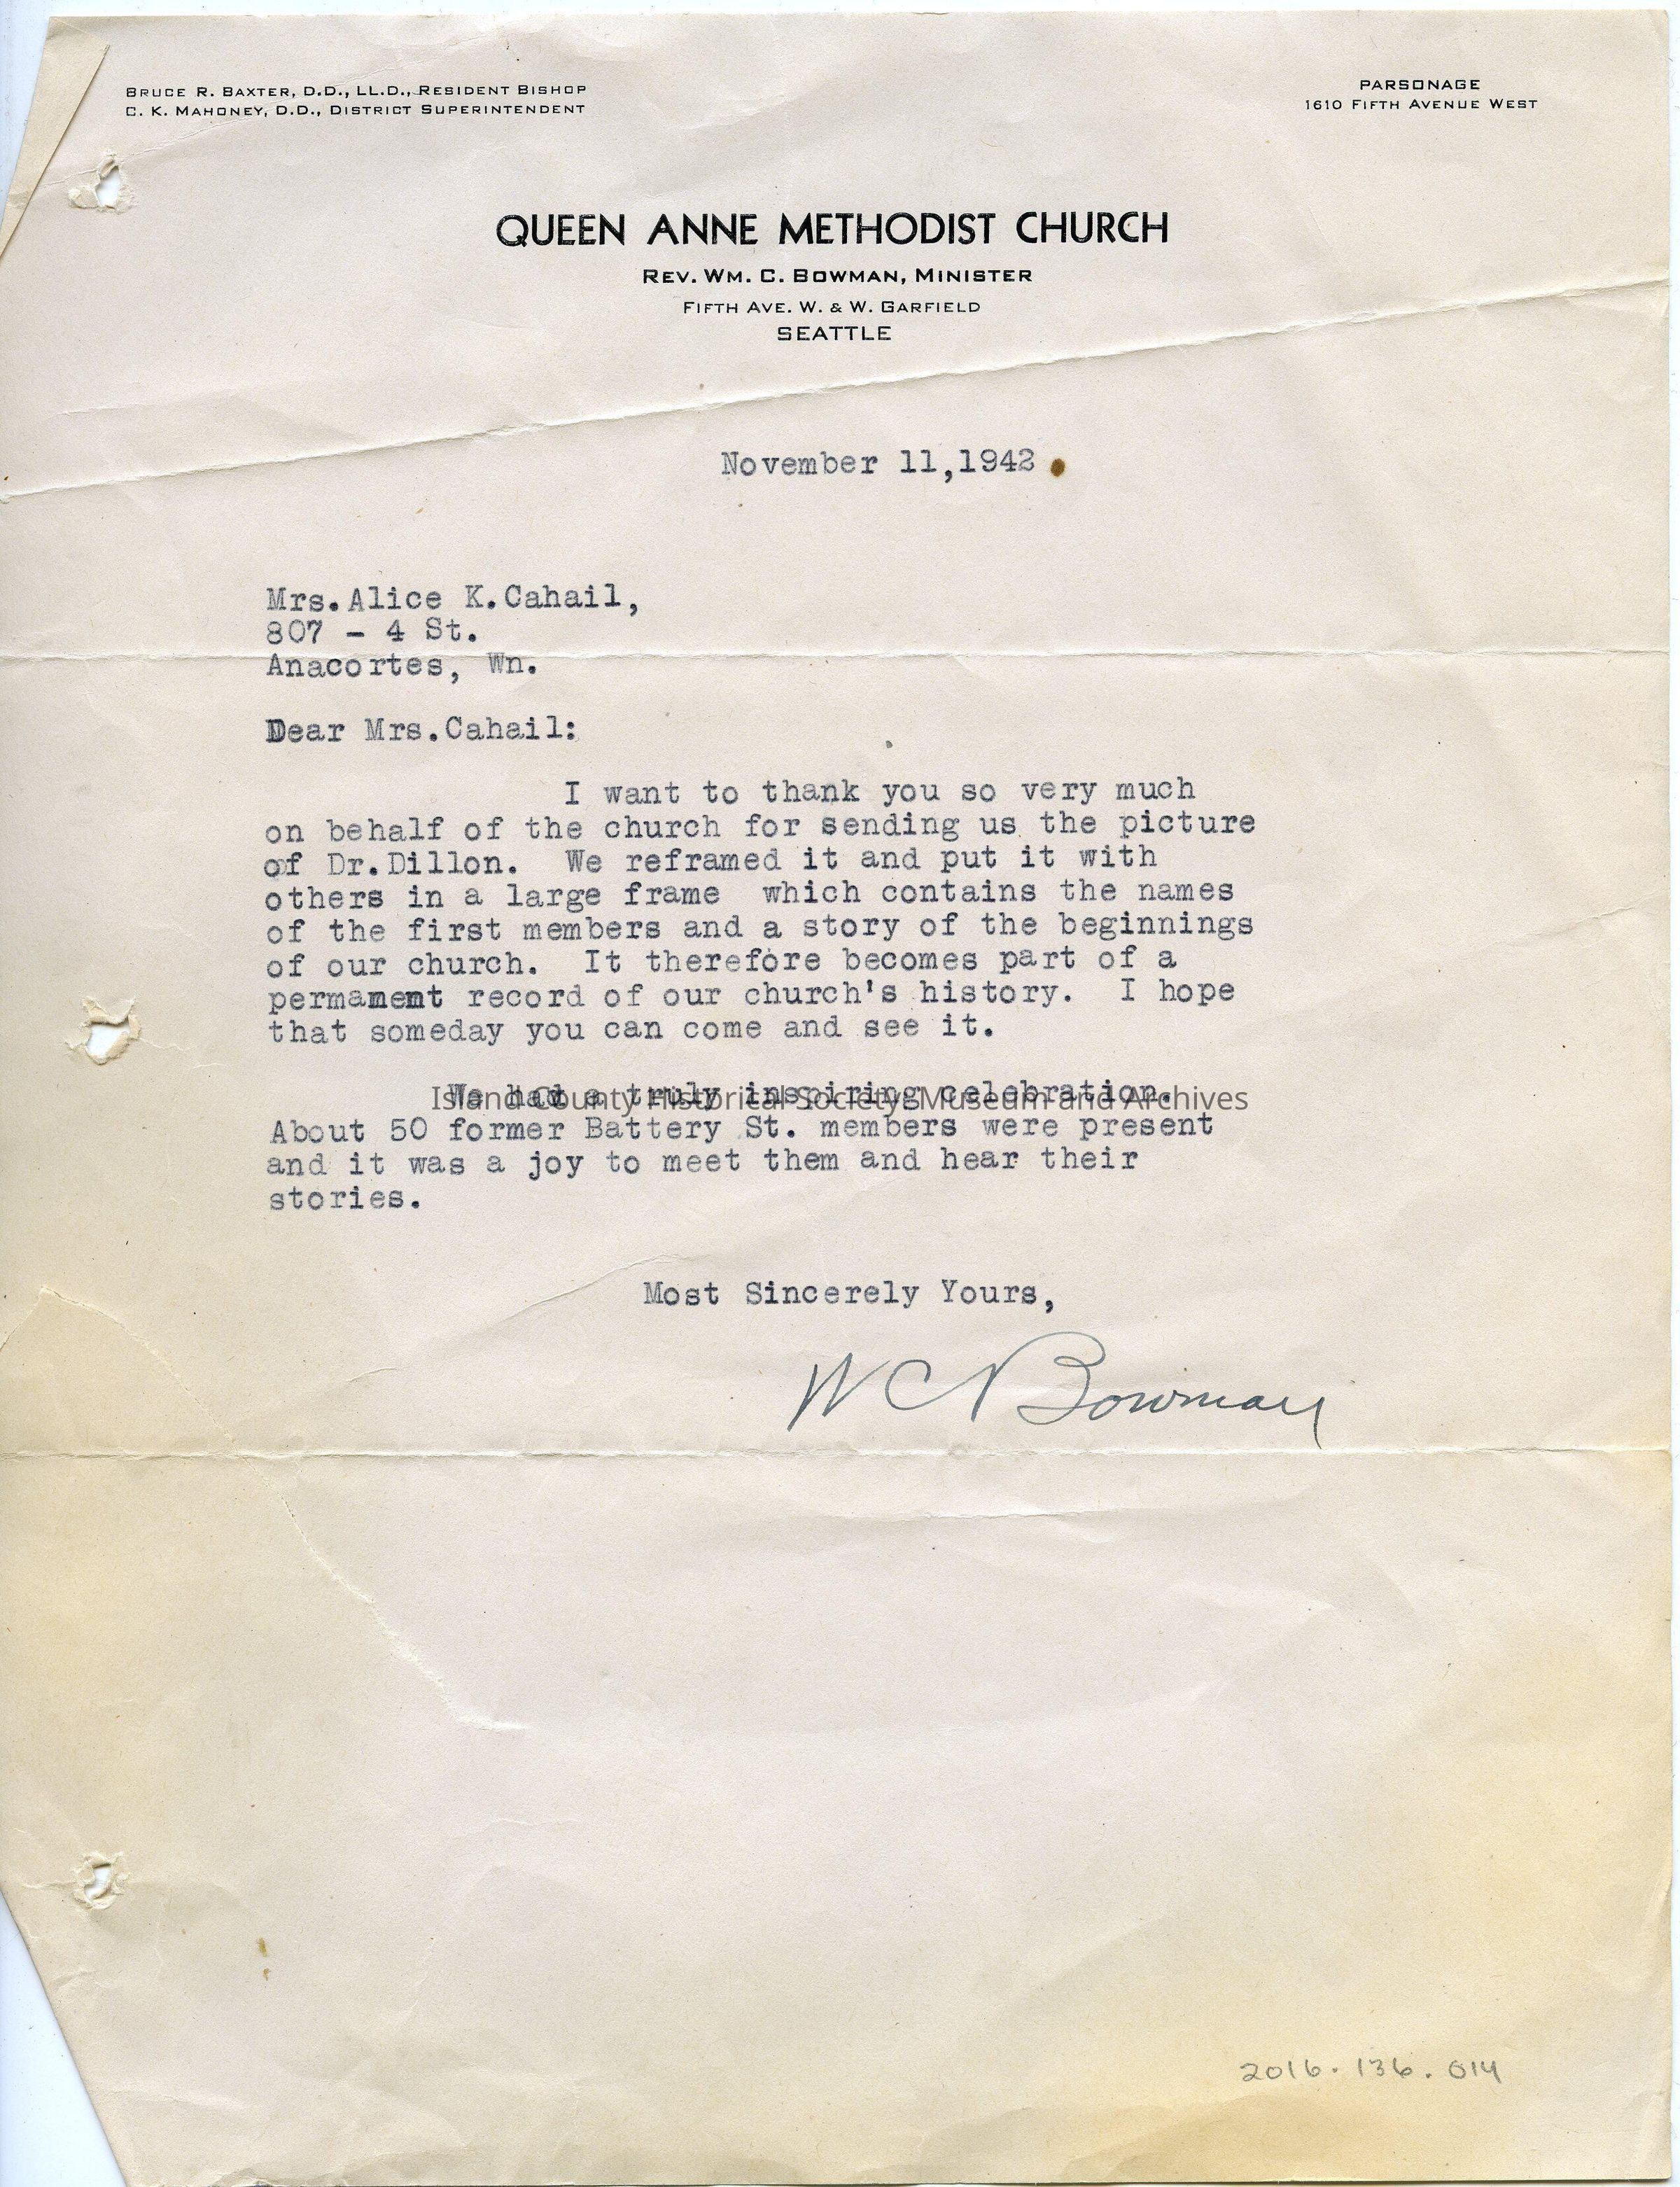 BRUCE R. BAXTER, D.D., LL.D., RESIDENT BISHOP
C. K. MAHONEY, D.D., DISTRICT SUPERINTENDENT
PARSONAGE
1610 FIFTH AVENUE WEST
QUEEN ANNE METHODIST CHURCH
REV. WM. C. BOWMAN, MINISTER
FIFTH AVE. W. & W. GARFIELD
SEATTLE
November 11,1942
Mrs.Alice K.Cahail,
807 - 4 St.
Anacortes, Wn.
Dear Mrs.Cahail:
I want to thank you so very much
on behalf of the church for sending us the picture
of Dr.Dillon. We reframed it and put it with
others in a large frame which contains the names
of the first members and a story of the beginnings
of our church. It therefore becomes part of a
permament record of our church's history. I hope
that someday you can come and see it.
We had a truly inspiring celebration.
Island County Historical Society, Museum and Archives
About 50 former Battery St. members were present
and it was a joy to meet them and hear their
stories.
Most Sincerely Yours,
W C Bowman
2016.136.014